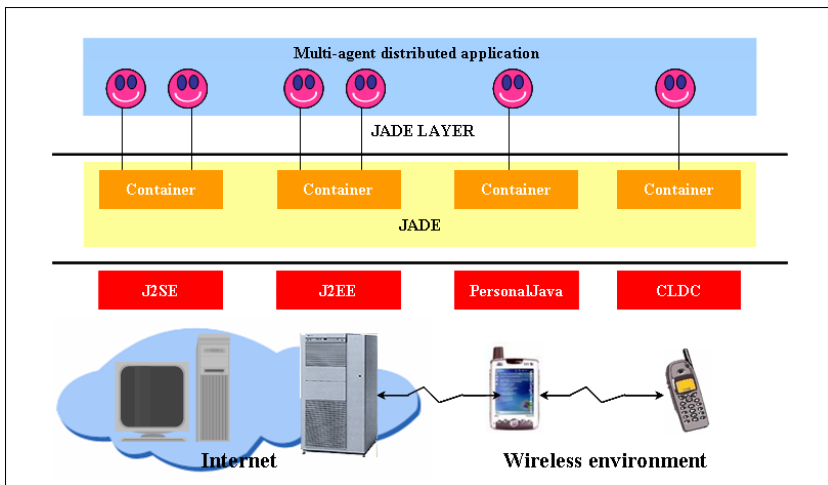 Multi-agent distributed application
JADE LAYER
Container Container Container Container
JADE
J2SE J2EE PersonalJava CLDC
Internet Wireless environment